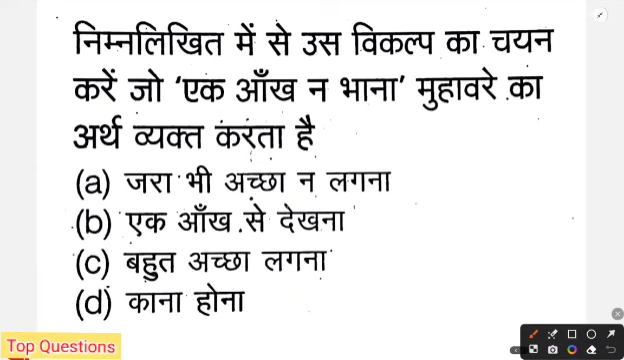 निम्नलिखित में से उस विकल्प का चयन
करें जो ‘एक आँख न भाना’ मुहावरे का
अर्थ व्यक्त करता है
(a) जरा भी अच्छा न लगना
(b) एक आँख से देखना
(c) बहुत अच्छा लगना
(d) काना होना
Top Questions